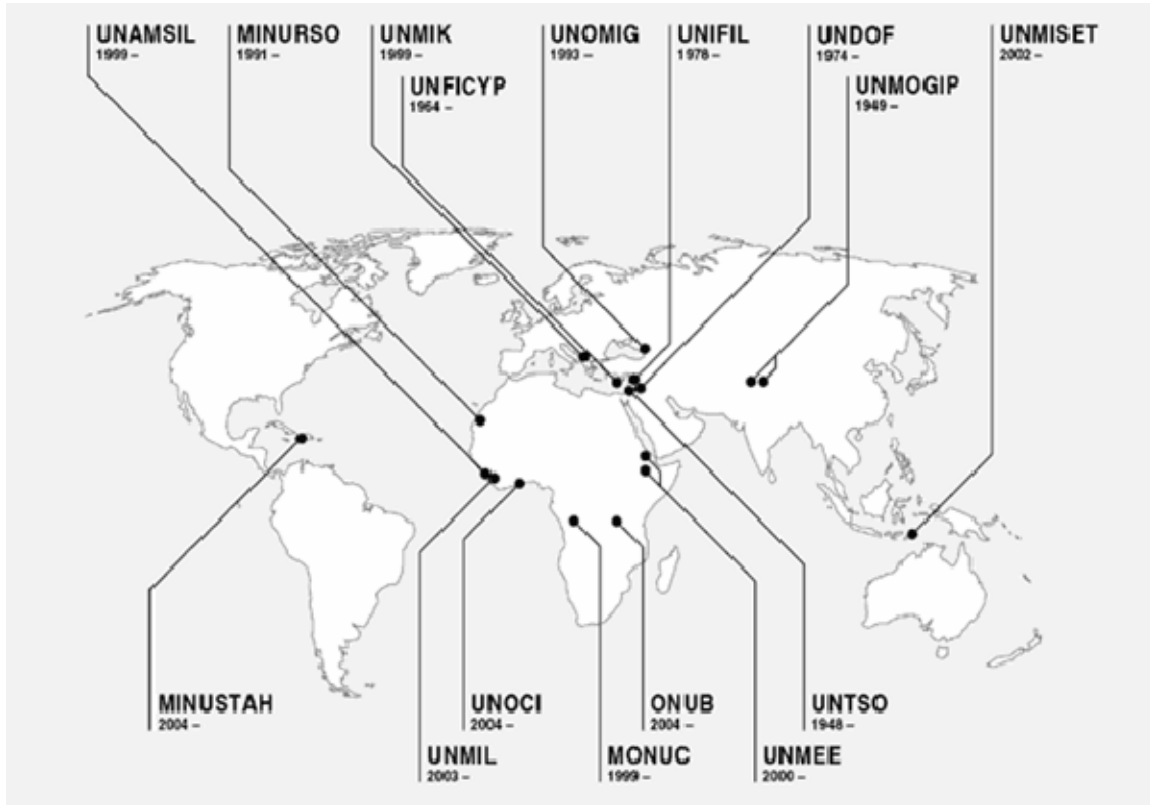 UNAMSIL
1999 –
MINURSO
1991 –
UNMIK
1999 –
UNOMIG
1993 –
UNIFIL
1978 –
UNDOF
1974 –
UNMISET
2002 –
UNFICYP
1964 –
UNMOGIP
1949 –
MINUSTAH
2004 –
UNOCI
2004 –
ONUB
2004 –
UNTSO
1948 –
UNMIL
2003 –
MONUC
1999 –
UNMEE
2000 –